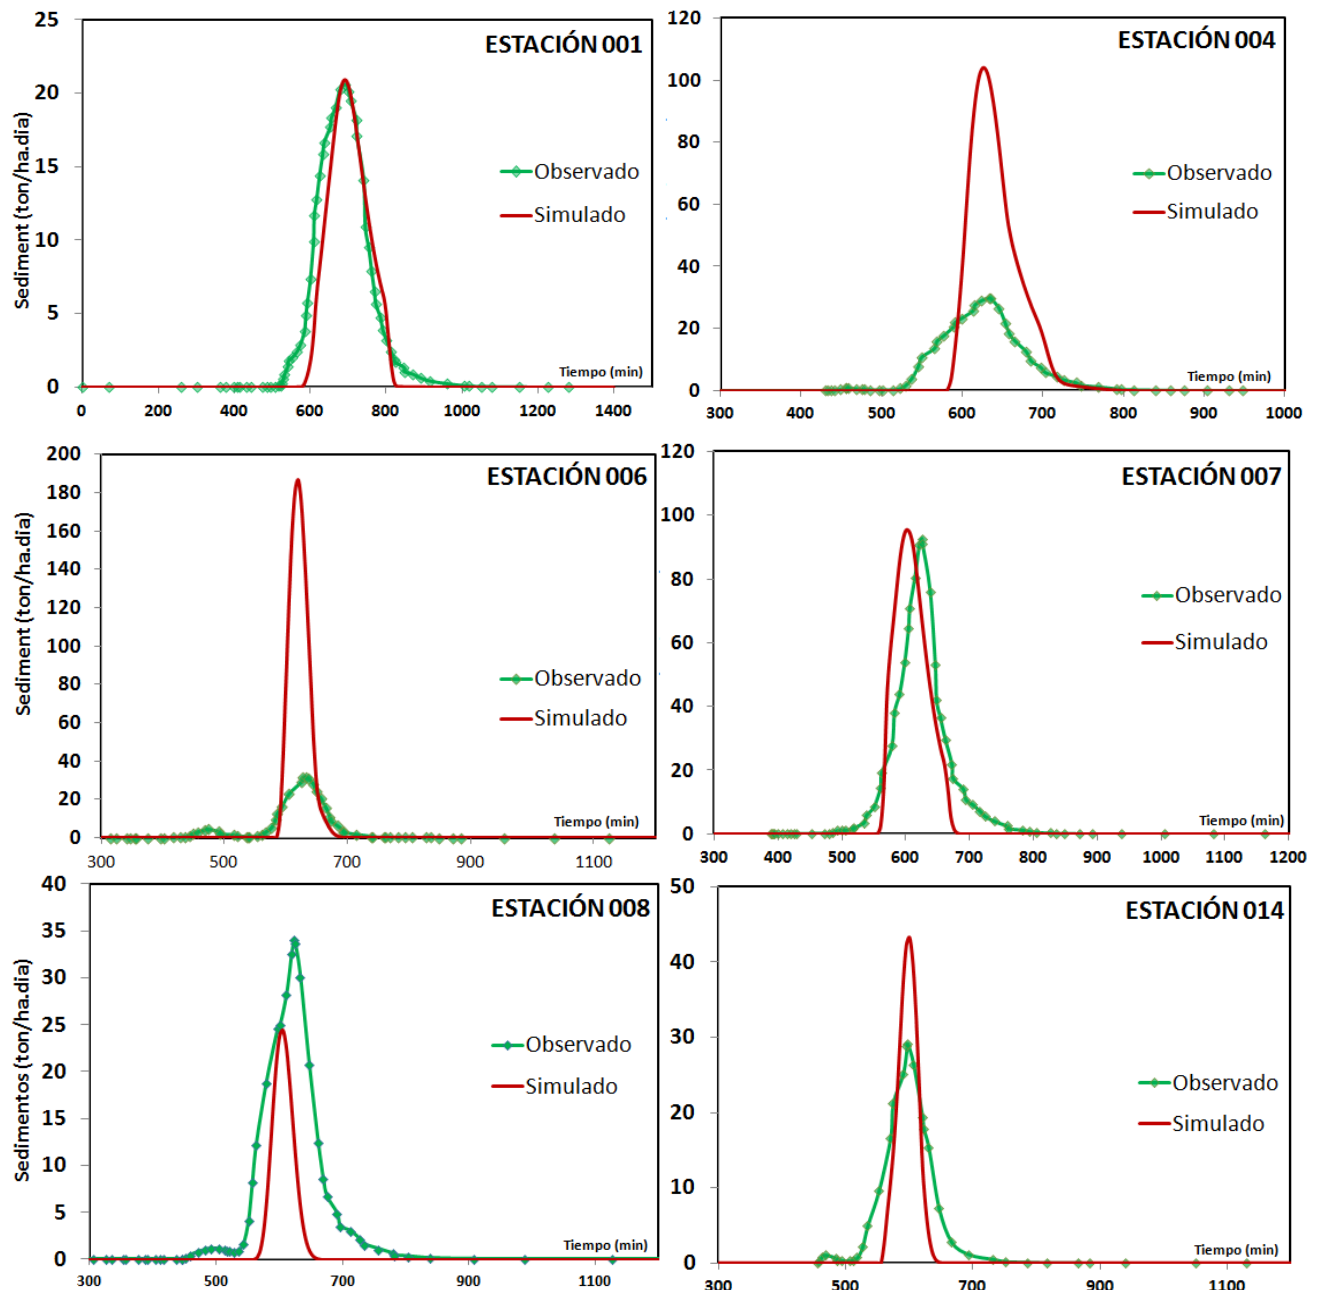 ESTACIÓN 001
Sediment (ton/ha.dia)
25
20
15
10
5
0
Observado
Simulado
Tiempo (min)
0 200 400 600 800 1000 1200 1400
ESTACIÓN 004
120
100
80
60
40
20
0
Observado
Simulado
Tiempo (min)
300 400 500 600 700 800 900 1000
ESTACIÓN 006
Sediment (ton/ha.dia)
200
180
160
140
120
100
80
60
40
20
0
Observado
Simulado
Tiempo (min)
300 500 700 900 1100
ESTACIÓN 007
120
100
80
60
40
20
0
Observado
Simulado
Tiempo (min)
300 400 500 600 700 800 900 1000 1100 1200
ESTACIÓN 008
Sedimentos (ton/ha.dia)
40
35
30
25
20
15
10
5
0
Observado
Simulado
Tiempo (min)
300 500 700 900 1100
ESTACIÓN 014
50
40
30
20
10
0
Observado
Simulado
Tiempo (min)
300 500 700 900 1100